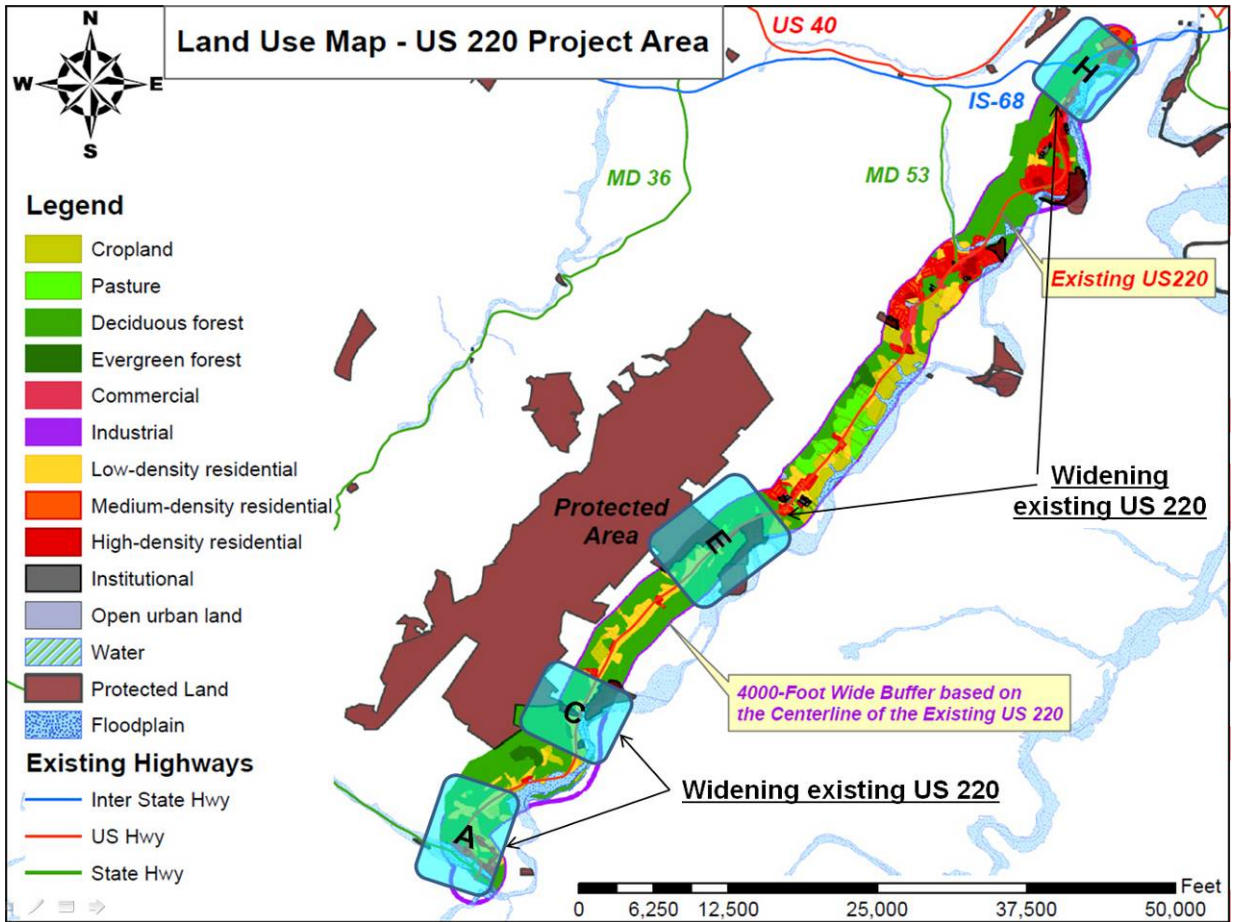 Land Use Map - US 220 Project Area
N
W E
S
US 40
IS-68
MD 36
MD 53
H
Existing US220
Legend
Cropland
Pasture
Deciduous forest
Evergreen forest
Commercial
Industrial
Low-density residential
Medium-density residential
High-density residential
Institutional
Open urban land
Water
Protected Land
Floodplain
Existing Highways
Inter State Hwy
US Hwy
State Hwy
Protected
Area
E
Widening
existing US 220
C
4000-Foot Wide Buffer based on
the Centerline of the Existing US 220
Widening existing US 220
A
Feet
0 6,250 12,500 25,000 37,500 50,000